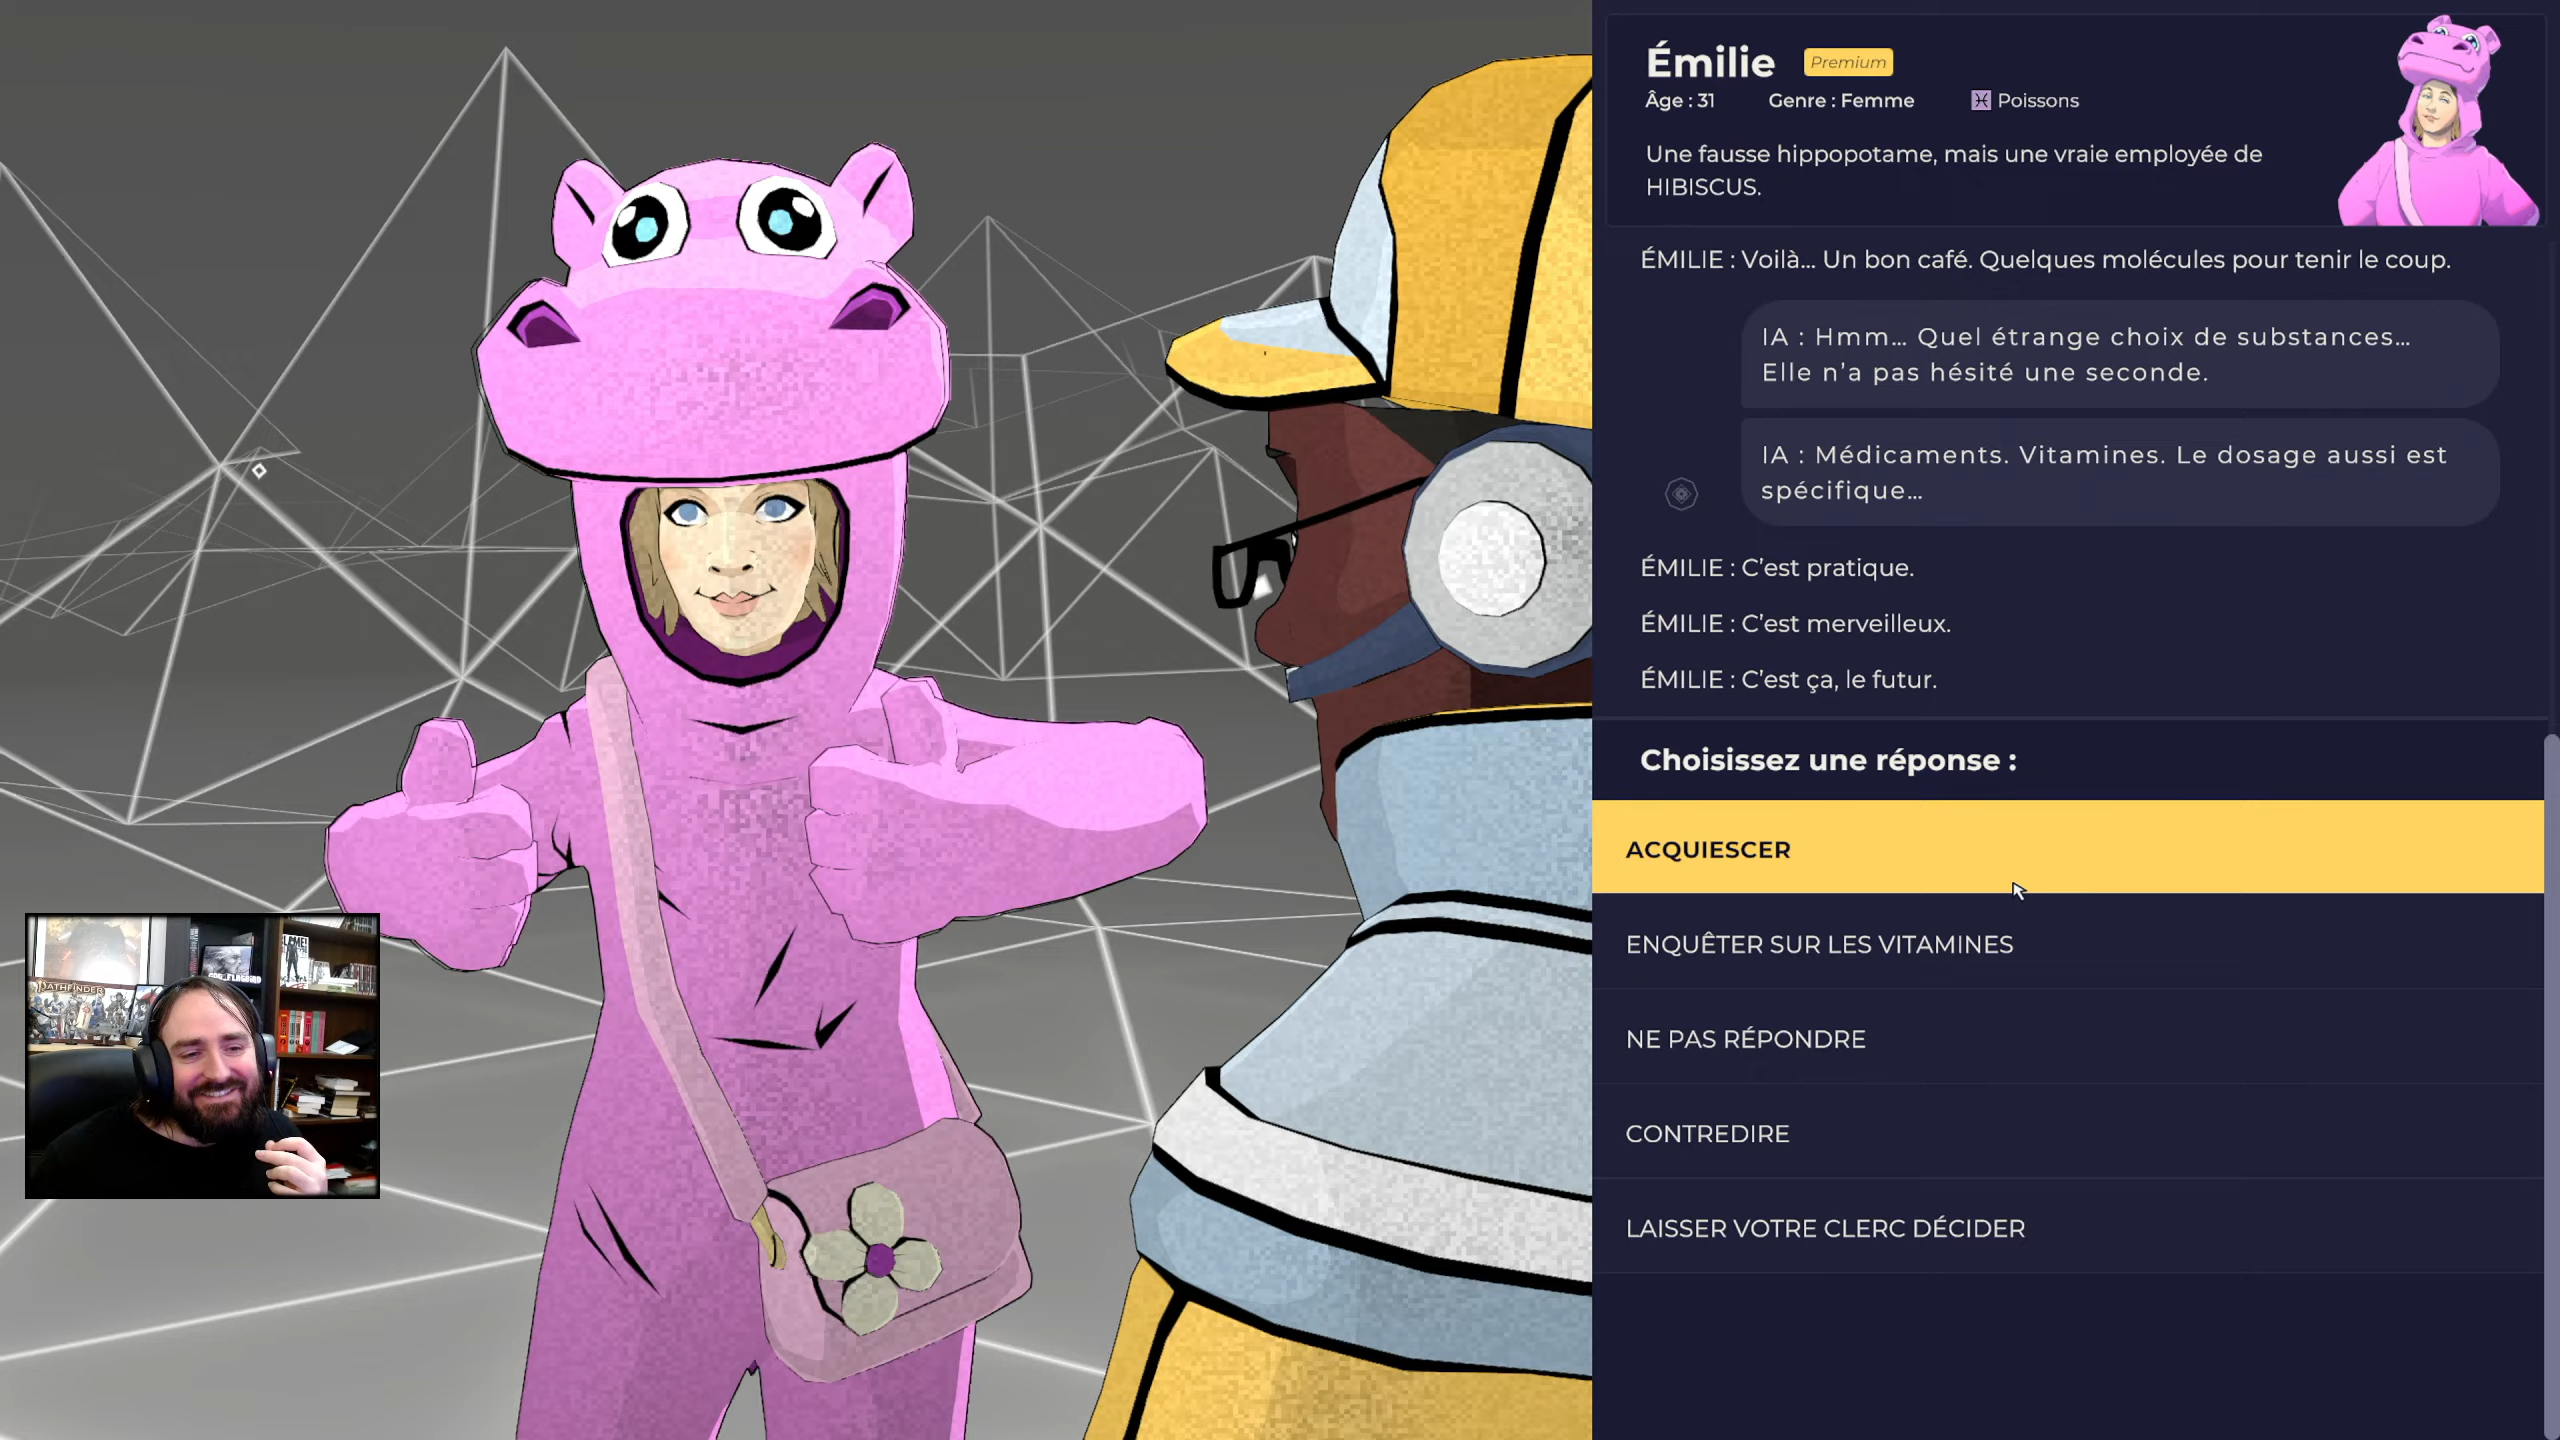 Émilie
Premium
Âge : 31
Genre : Femme
Poissons
Une fausse hippopotame, mais une vraie employée de
HIBISCUS.
ÉMILIE : Voilà... Un bon café. Quelques molécules pour tenir le coup.
IA : Hmm... Quel étrange choix de substances...
Elle n'a pas hésité une seconde.
IA : Médicaments. Vitamines. Le dosage aussi est
spécifique...
ÉMILIE : C'est pratique.
ÉMILIE : C'est merveilleux.
ÉMILIE : C'est ça, le futur.
Choisissez une réponse :
ACQUIESCER
ENQUÊTER SUR LES VITAMINES
NE PAS RÉPONDRE
CONTREDIRE
LAISSER VOTRE CLERC DÉCIDER
PATHFINDER